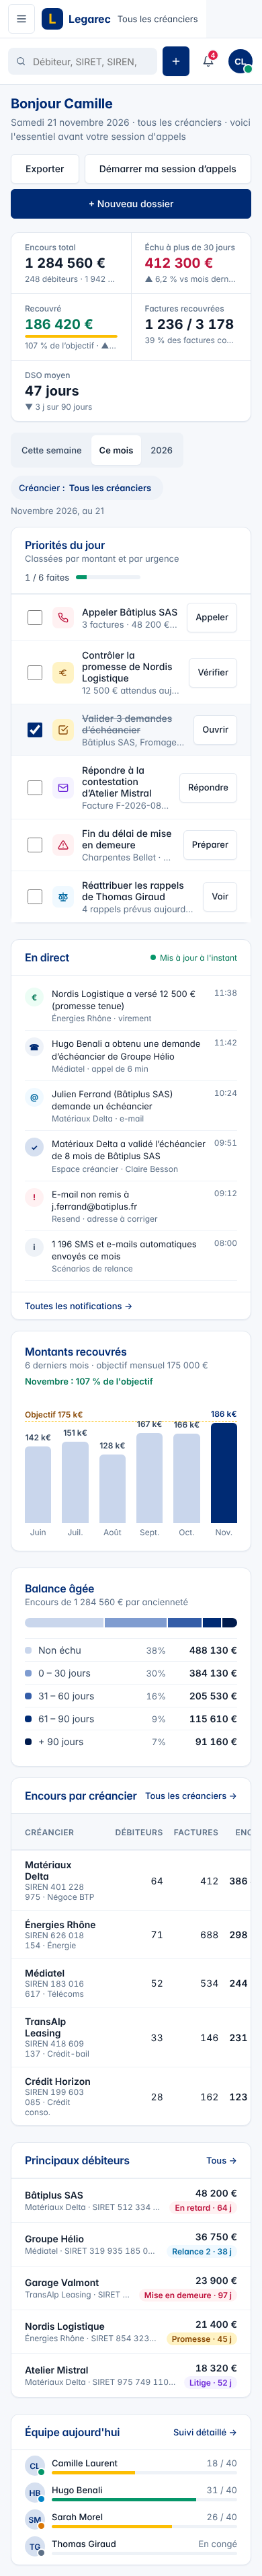 L Legarec Tous les créanciers
Débiteur, SIRET, SIREN,
+
4
CL
Bonjour Camille
Samedi 21 novembre 2026 · tous les créanciers · voici
l'essentiel avant votre session d'appels
Exporter
Démarrer ma session d'appels
+ Nouveau dossier
Encours total
1 284 560 €
248 débiteurs · 1 942 ...
Échu à plus de 30 jours
412 300 €
▲ 6,2 % vs mois dern...
Recouvré
186 420 €
107 % de l'objectif · ▲...
Factures recouvrées
1 236 / 3 178
39 % des factures co...
DSO moyen
47 jours
▼ 3 j sur 90 jours
Cette semaine
Ce mois
2026
Créancier : Tous les créanciers
Novembre 2026, au 21
Priorités du jour
Classées par montant et par urgence
1 / 6 faites
Appeler Bâtiplus SAS
3 factures · 48 200 €...
Appeler
Contrôler la
promesse de Nordis
Logistique
12 500 € attendus auj...
Vérifier
Valider 3 demandes
d'échéancier
Bâtiplus SAS, Fromage...
Ouvrir
Répondre à la
contestation
d'Atelier Mistral
Facture F-2026-08...
Répondre
Fin du délai de mise
en demeure
Charpentes Bellet · ...
Préparer
Réattribuer les rappels
de Thomas Giraud
4 rappels prévus aujourd...
Voir
En direct
Mis à jour à l'instant
€
Nordis Logistique a versé 12 500 €
(promesse tenue)
Énergies Rhône · virement
11:38
☎
Hugo Benali a obtenu une demande
d'échéancier de Groupe Hélio
Médiatel · appel de 6 min
11:42
@
Julien Ferrand (Bâtiplus SAS)
demande un échéancier
Matériaux Delta · e-mail
10:24
✓
Matériaux Delta a validé l'échéancier
de 8 mois de Bâtiplus SAS
Espace créancier · Claire Besson
09:51
!
E-mail non remis à
j.ferrand@batiplus.fr
Resend · adresse à corriger
09:12
i
1 196 SMS et e-mails automatiques
envoyés ce mois
Scénarios de relance
08:00
Toutes les notifications →
Montants recouvrés
6 derniers mois · objectif mensuel 175 000 €
Novembre : 107 % de l'objectif
Objectif 175 k€
142 k€
151 k€
128 k€
167 k€
166 k€
186 k€
Juin
Juil.
Août
Sept.
Oct.
Nov.
Balance âgée
Encours de 1 284 560 € par ancienneté
Non échu 38% 488 130 €
0 – 30 jours 30% 384 130 €
31 – 60 jours 16% 205 530 €
61 – 90 jours 9% 115 610 €
+ 90 jours 7% 91 160 €
Encours par créancier
Tous les créanciers →
CRÉANCIER DÉBITEURS FACTURES ENC
Matériaux
Delta
SIREN 401 228
975 · Négoce BTP
64 412 386
Énergies Rhône
SIREN 626 018
154 · Énergie
71 688 298
Médiatel
SIREN 183 016
617 · Télécoms
52 534 244
TransAlp
Leasing
SIREN 418 609
137 · Crédit-bail
33 146 231
Crédit Horizon
SIREN 199 603
085 · Crédit
conso.
28 162 123
Principaux débiteurs
Tous →
Bâtiplus SAS
Matériaux Delta · SIRET 512 334 ...
48 200 €
En retard · 64 j
Groupe Hélio
Médiatel · SIRET 319 935 185 0...
36 750 €
Relance 2 · 38 j
Garage Valmont
TransAlp Leasing · SIRET ...
23 900 €
Mise en demeure · 97 j
Nordis Logistique
Énergies Rhône · SIRET 854 323...
21 400 €
Promesse · 45 j
Atelier Mistral
Matériaux Delta · SIRET 975 749 110...
18 320 €
Litige · 52 j
Équipe aujourd'hui
Suivi détaillé →
CL
Camille Laurent 18 / 40
HB
Hugo Benali 31 / 40
SM
Sarah Morel 26 / 40
TG
Thomas Giraud En congé